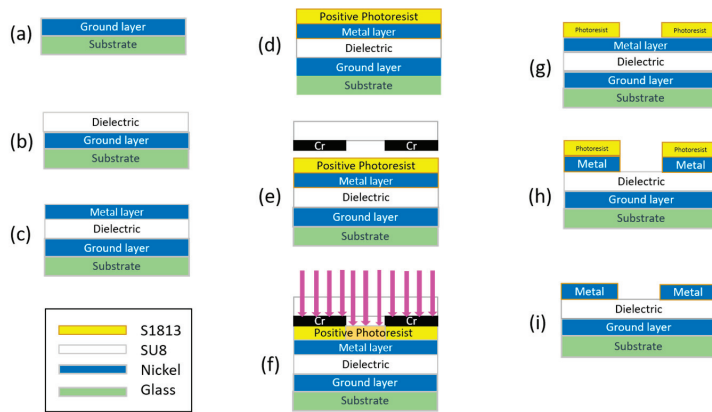 (a)
Ground layer
Substrate
(b)
Dielectric
Ground layer
Substrate
(c)
Metal layer
Dielectric
Ground layer
Substrate
S1813
SU8
Nickel
Glass
(d)
Positive Photoresist
Metal layer
Dielectric
Ground layer
Substrate
(e)
Cr Cr
Positive Photoresist
Metal layer
Dielectric
Ground layer
Substrate
(f)
Cr Cr
Positive Photoresist
Metal layer
Dielectric
Ground layer
Substrate
(g)
Photoresist Photoresist
Metal layer
Dielectric
Ground layer
Substrate
(h)
Photoresist Photoresist
Metal Metal
Dielectric
Ground layer
Substrate
(i)
Metal Metal
Dielectric
Ground layer
Substrate